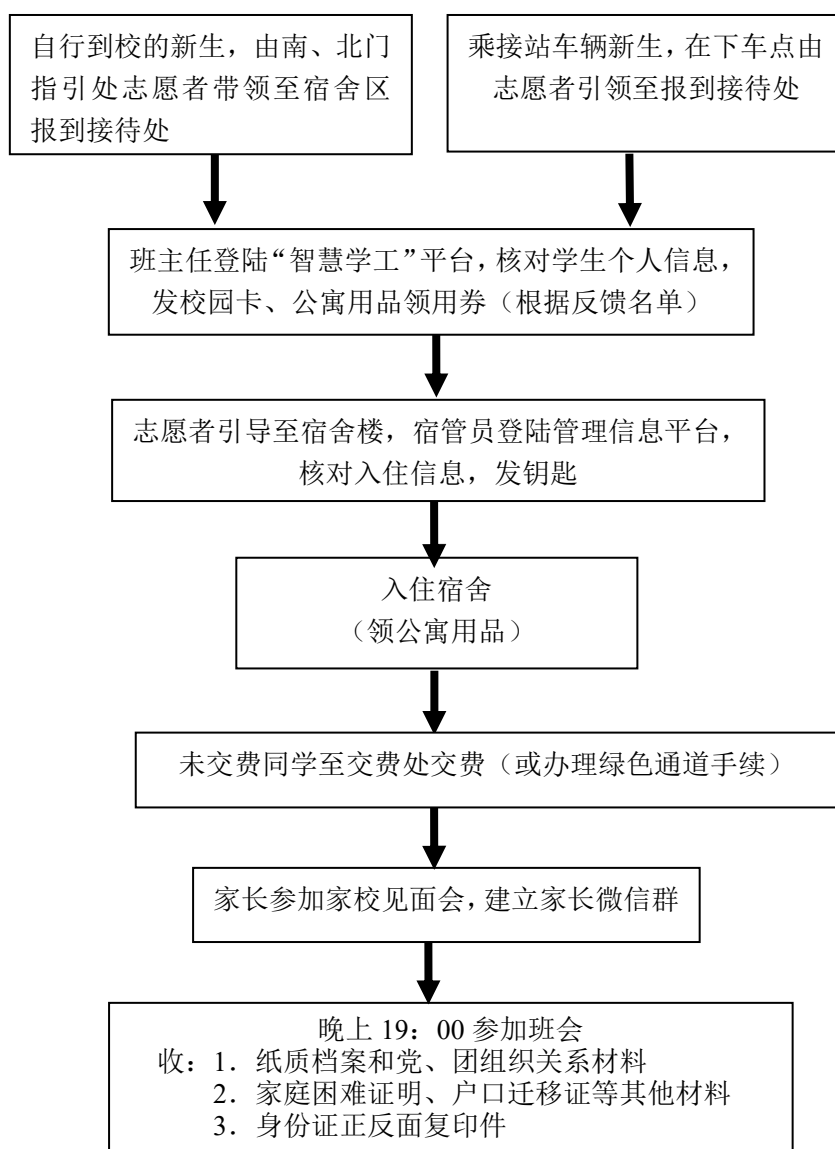 自行到校的新生，由南、北门
指引处志愿者带领至宿舍区
报到接待处
乘接站车辆新生，在下车点由
志愿者引领至报到接待处
班主任登陆“智慧学工”平台，核对学生个人信息，
发校园卡、公寓用品领用券（根据反馈名单）
志愿者引导至宿舍楼，宿管员登陆管理信息平台，
核对入住信息，发钥匙
入住宿舍
（领公寓用品）
未交费同学至交费处交费（或办理绿色通道手续）
家长参加家校见面会，建立家长微信群
晚上 19：00 参加班会
收：1．纸质档案和党、团组织关系材料
2．家庭困难证明、户口迁移证等其他材料
3．身份证正反面复印件